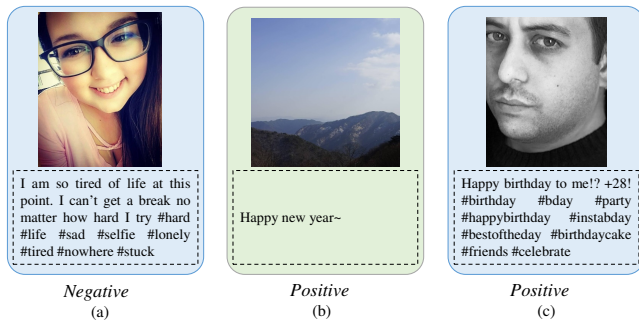 I am so tired of life at this
point. I can't get a break no
matter how hard I try #hard
#life #sad #selfie #lonely
#tired #nowhere #stuck
Negative
(a)
Happy new year~
Positive
(b)
Happy birthday to me!? +28!
#birthday #bday #party
#happybirthday #instabday
#bestoftheday #birthdaycake
#friends #celebrate
Positive
(c)